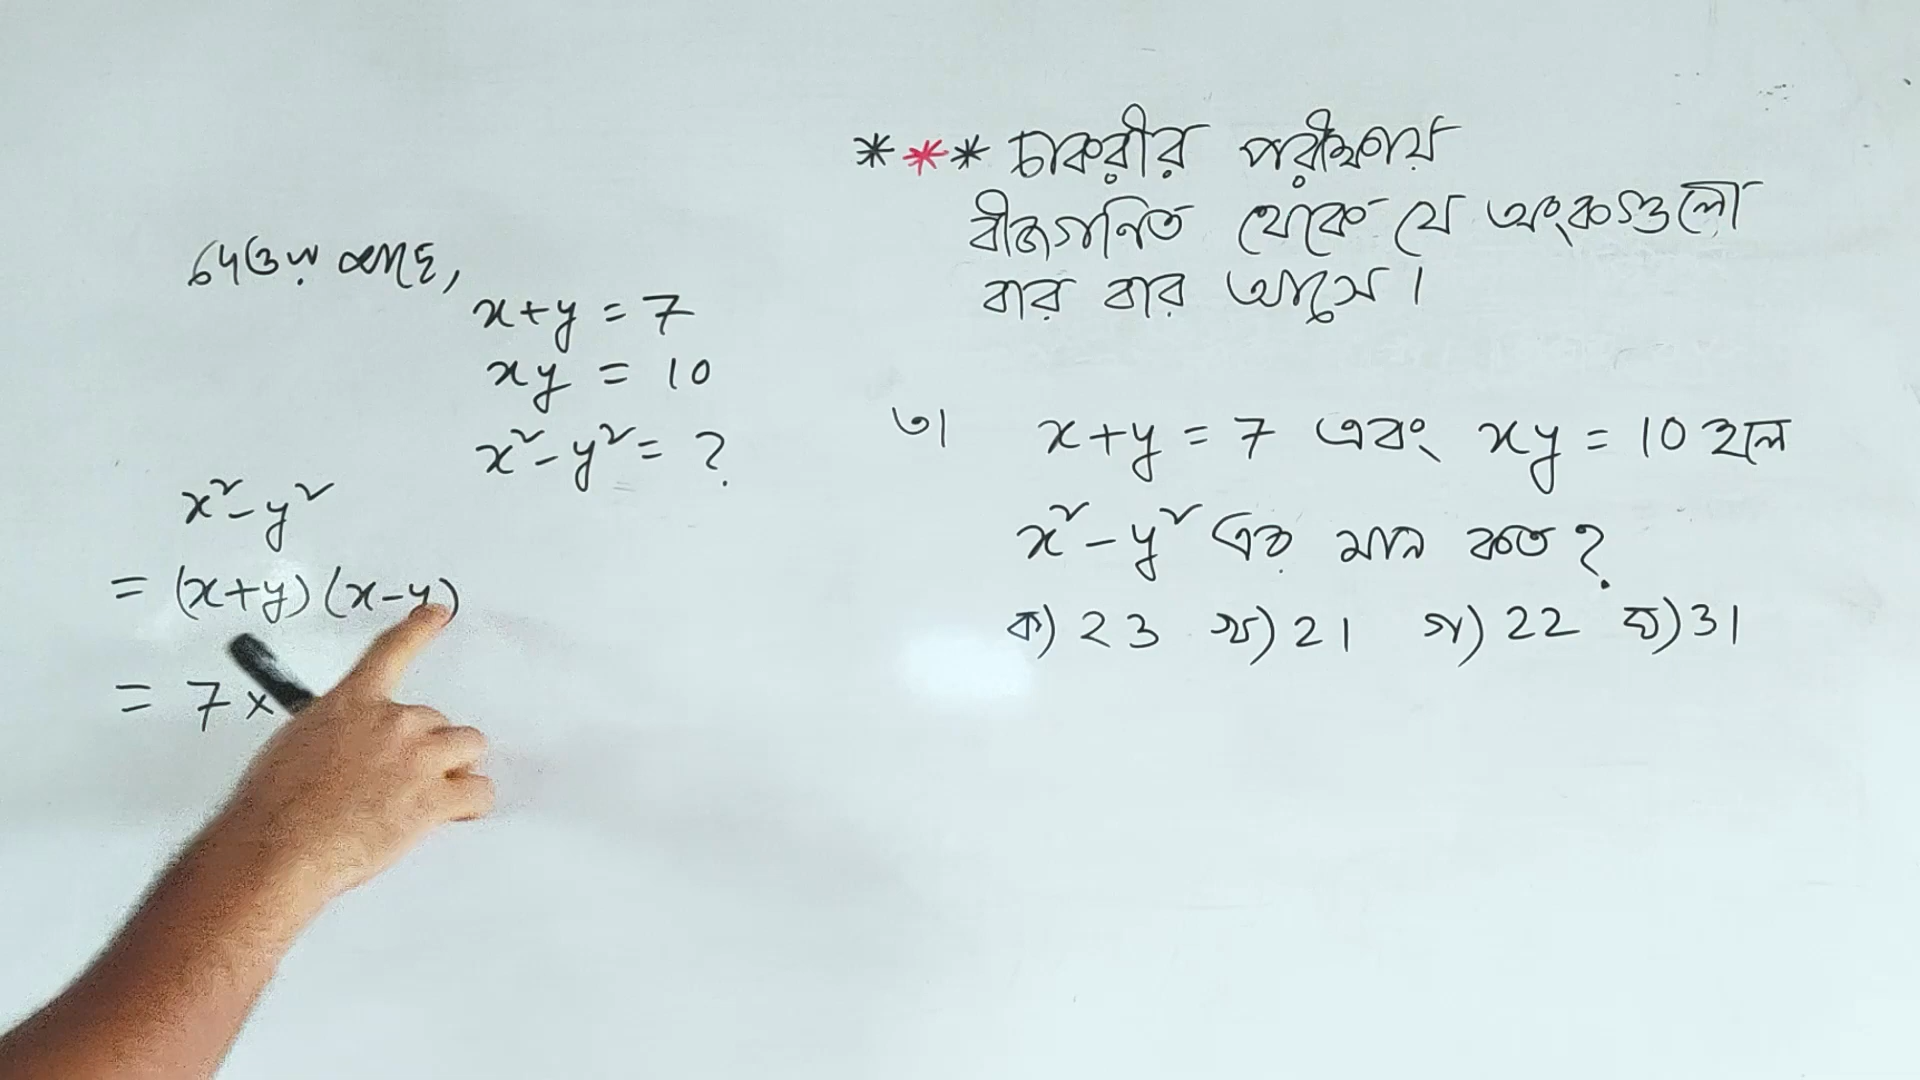 *** চাকরীর পরীক্ষায়
বীজগনিত থেকে যে অংকগুলো
বার বার আসে।
৩। x+y = 7 এবং xy = 10 হলে
x² - y² এর মান কত?
ক) 23 খ) 21 গ) 22 ঘ) 31
দেওয়া আছে,
x+y = 7
xy = 10
x² - y² = ?
x² - y²
= (x+y) (x-y)
= 7 ×